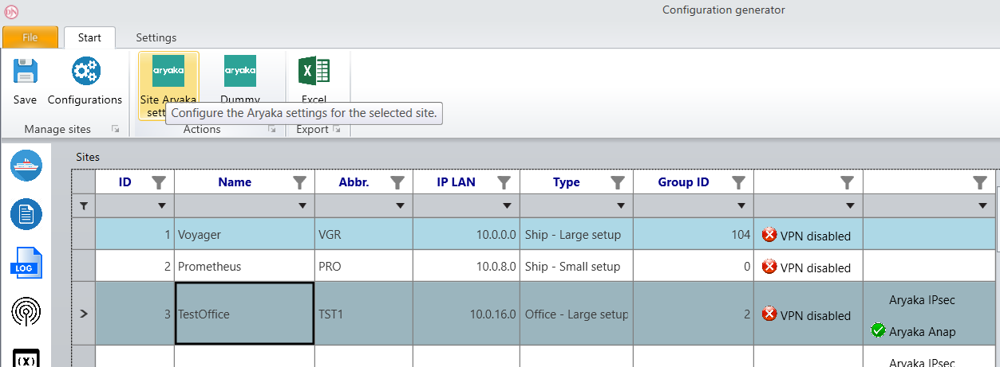 Configuration generator
File
Start
Settings
aryaka
aryaka
X
Save
Configurations
Site Aryaka
Dummy
Excel
Configure the Aryaka settings for the selected site.
Manage sites
Actions
Export
Sites
ID
Name
Abbr.
IP LAN
Type
Group ID
1
Voyager
VGR
10.0.0.0
Ship - Large setup
104
VPN disabled
LOG
2
Prometheus
PRO
10.0.8.0
Ship - Small setup
0
VPN disabled
3
TestOffice
TST1
10.0.16.0
Office - Large setup
2
VPN disabled
Aryaka IPsec
Aryaka Anap
(X)
Aryaka IPsec